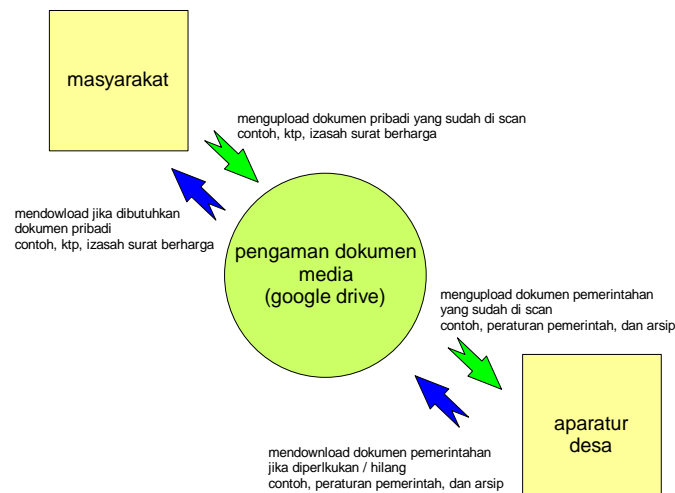 masyarakat
mengupload dokumen pribadi yang sudah di scan
contoh, ktp, izasah surat berharga
mendowload jika dibutuhkan
dokumen pribadi
contoh, ktp, izasah surat berharga
pengaman dokumen
media
(google drive)
mengupload dokumen pemerintahan
yang sudah di scan
contoh, peraturan pemerintah, dan arsip
aparatur
desa
mendownload dokumen pemerintahan
jika diperlkukan / hilang
contoh, peraturan pemerintah, dan arsip